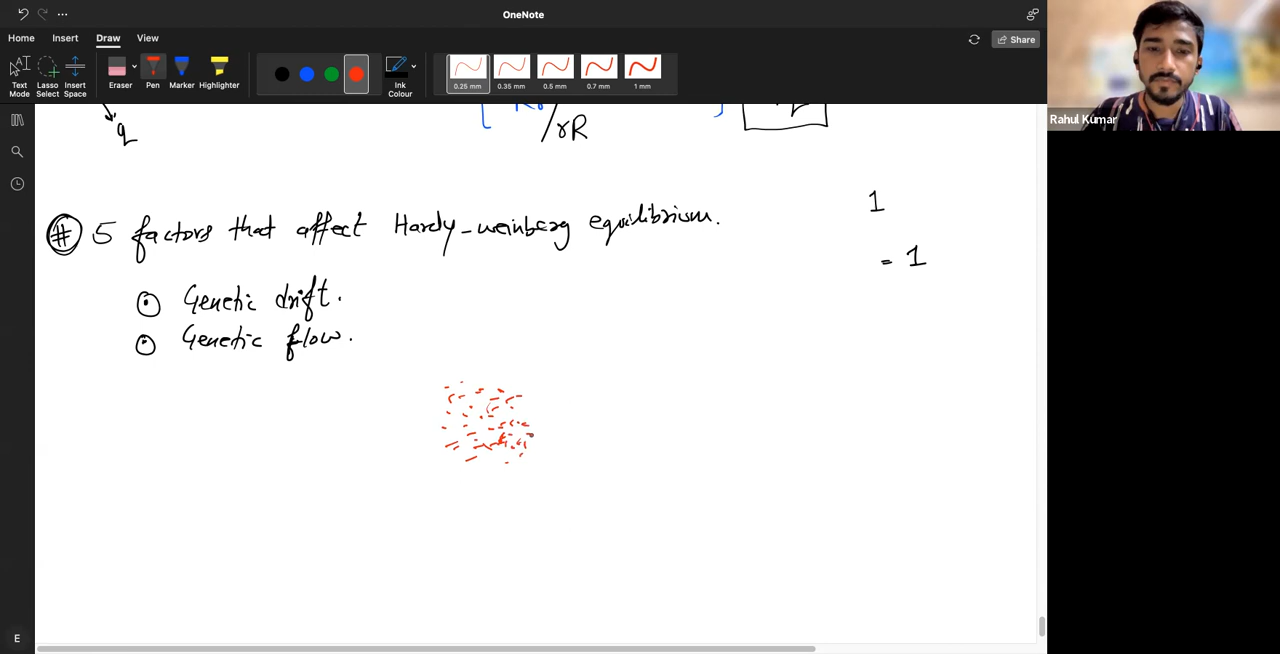 OneNote
Home Insert Draw View
Share
Text Mode
Lasso Select
Insert Space
Eraser
Pen
Marker
Highlighter
Ink Colour
0.25 mm
0.35 mm
0.5 mm
0.7 mm
1 mm
Rahul Kumar
q
/rR
# 5 factors that affect Hardy-weinberg equilibrium.
1
= 1
Genetic drift.
Genetic flow.
E